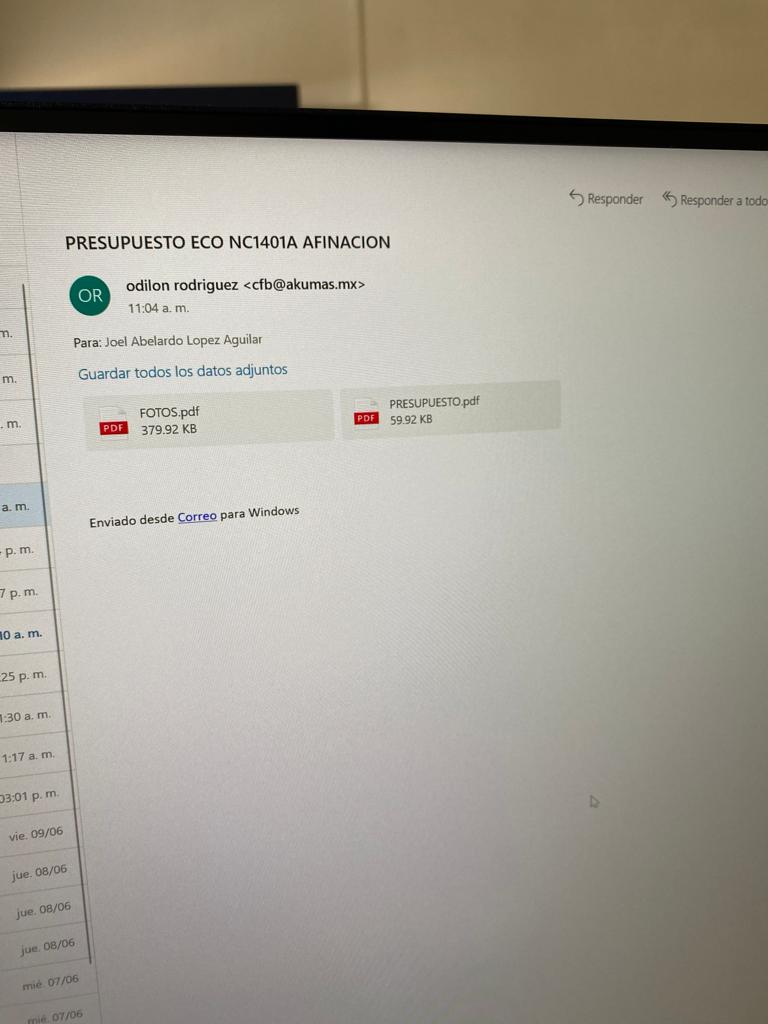 Responder
Responder a todo
PRESUPUESTO ECO NC1401A AFINACION
OR
odilon rodriguez <cfb@akumas.mx>
11:04 a. m.
Para: Joel Abelardo Lopez Aguilar
Guardar todos los datos adjuntos
PDF
FOTOS.pdf
379.92 KB
PDF
PRESUPUESTO.pdf
59.92 KB
Enviado desde Correo para Windows
m.
m.
. m.
a. m.
p. m.
7 p. m.
10 a. m.
:25 p. m.
1:30 a. m.
1:17 a. m.
03:01 p. m.
vie. 09/06
jue. 08/06
jue. 08/06
jue. 08/06
mié. 07/06
mié. 07/06